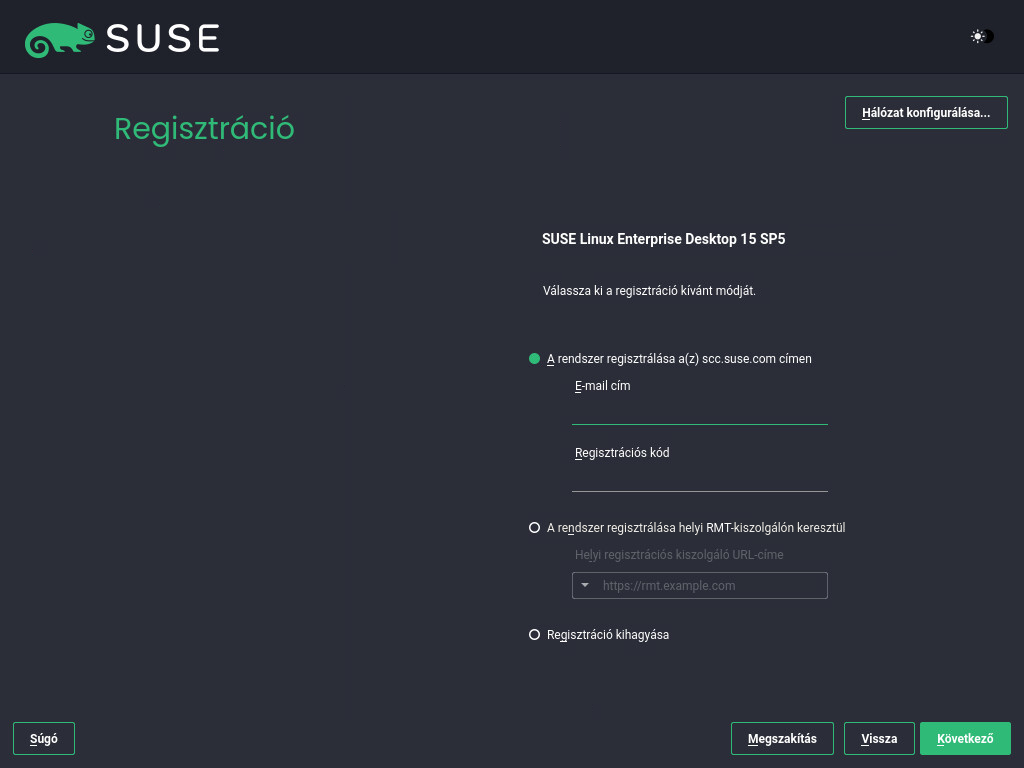 SUSE
Hálózat konfigurálása...
Regisztráció
SUSE Linux Enterprise Desktop 15 SP5
Válassza ki a regisztráció kívánt módját.
A rendszer regisztrálása a(z) scc.suse.com címen
E-mail cím
Regisztrációs kód
A rendszer regisztrálása helyi RMT-kiszolgálón keresztül
Helyi regisztrációs kiszolgáló URL-címe
https://rmt.example.com
Regisztráció kihagyása
Súgó
Megszakítás
Vissza
Következő